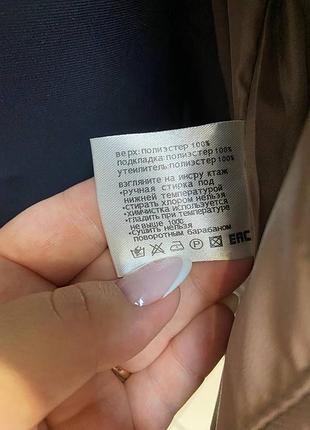 верх:полиэстер 100%
подкладка:полиэстер 100%
утеилитель:полиэстер 100%
взгляните на инсру ктаж
•ручная стирка под
нижней температурой
•стирать хлором нельзя
•химчистка используется
•гладить при температуре
не выше 100С
•сушить нельзя
поворотным барабаном
P EAC